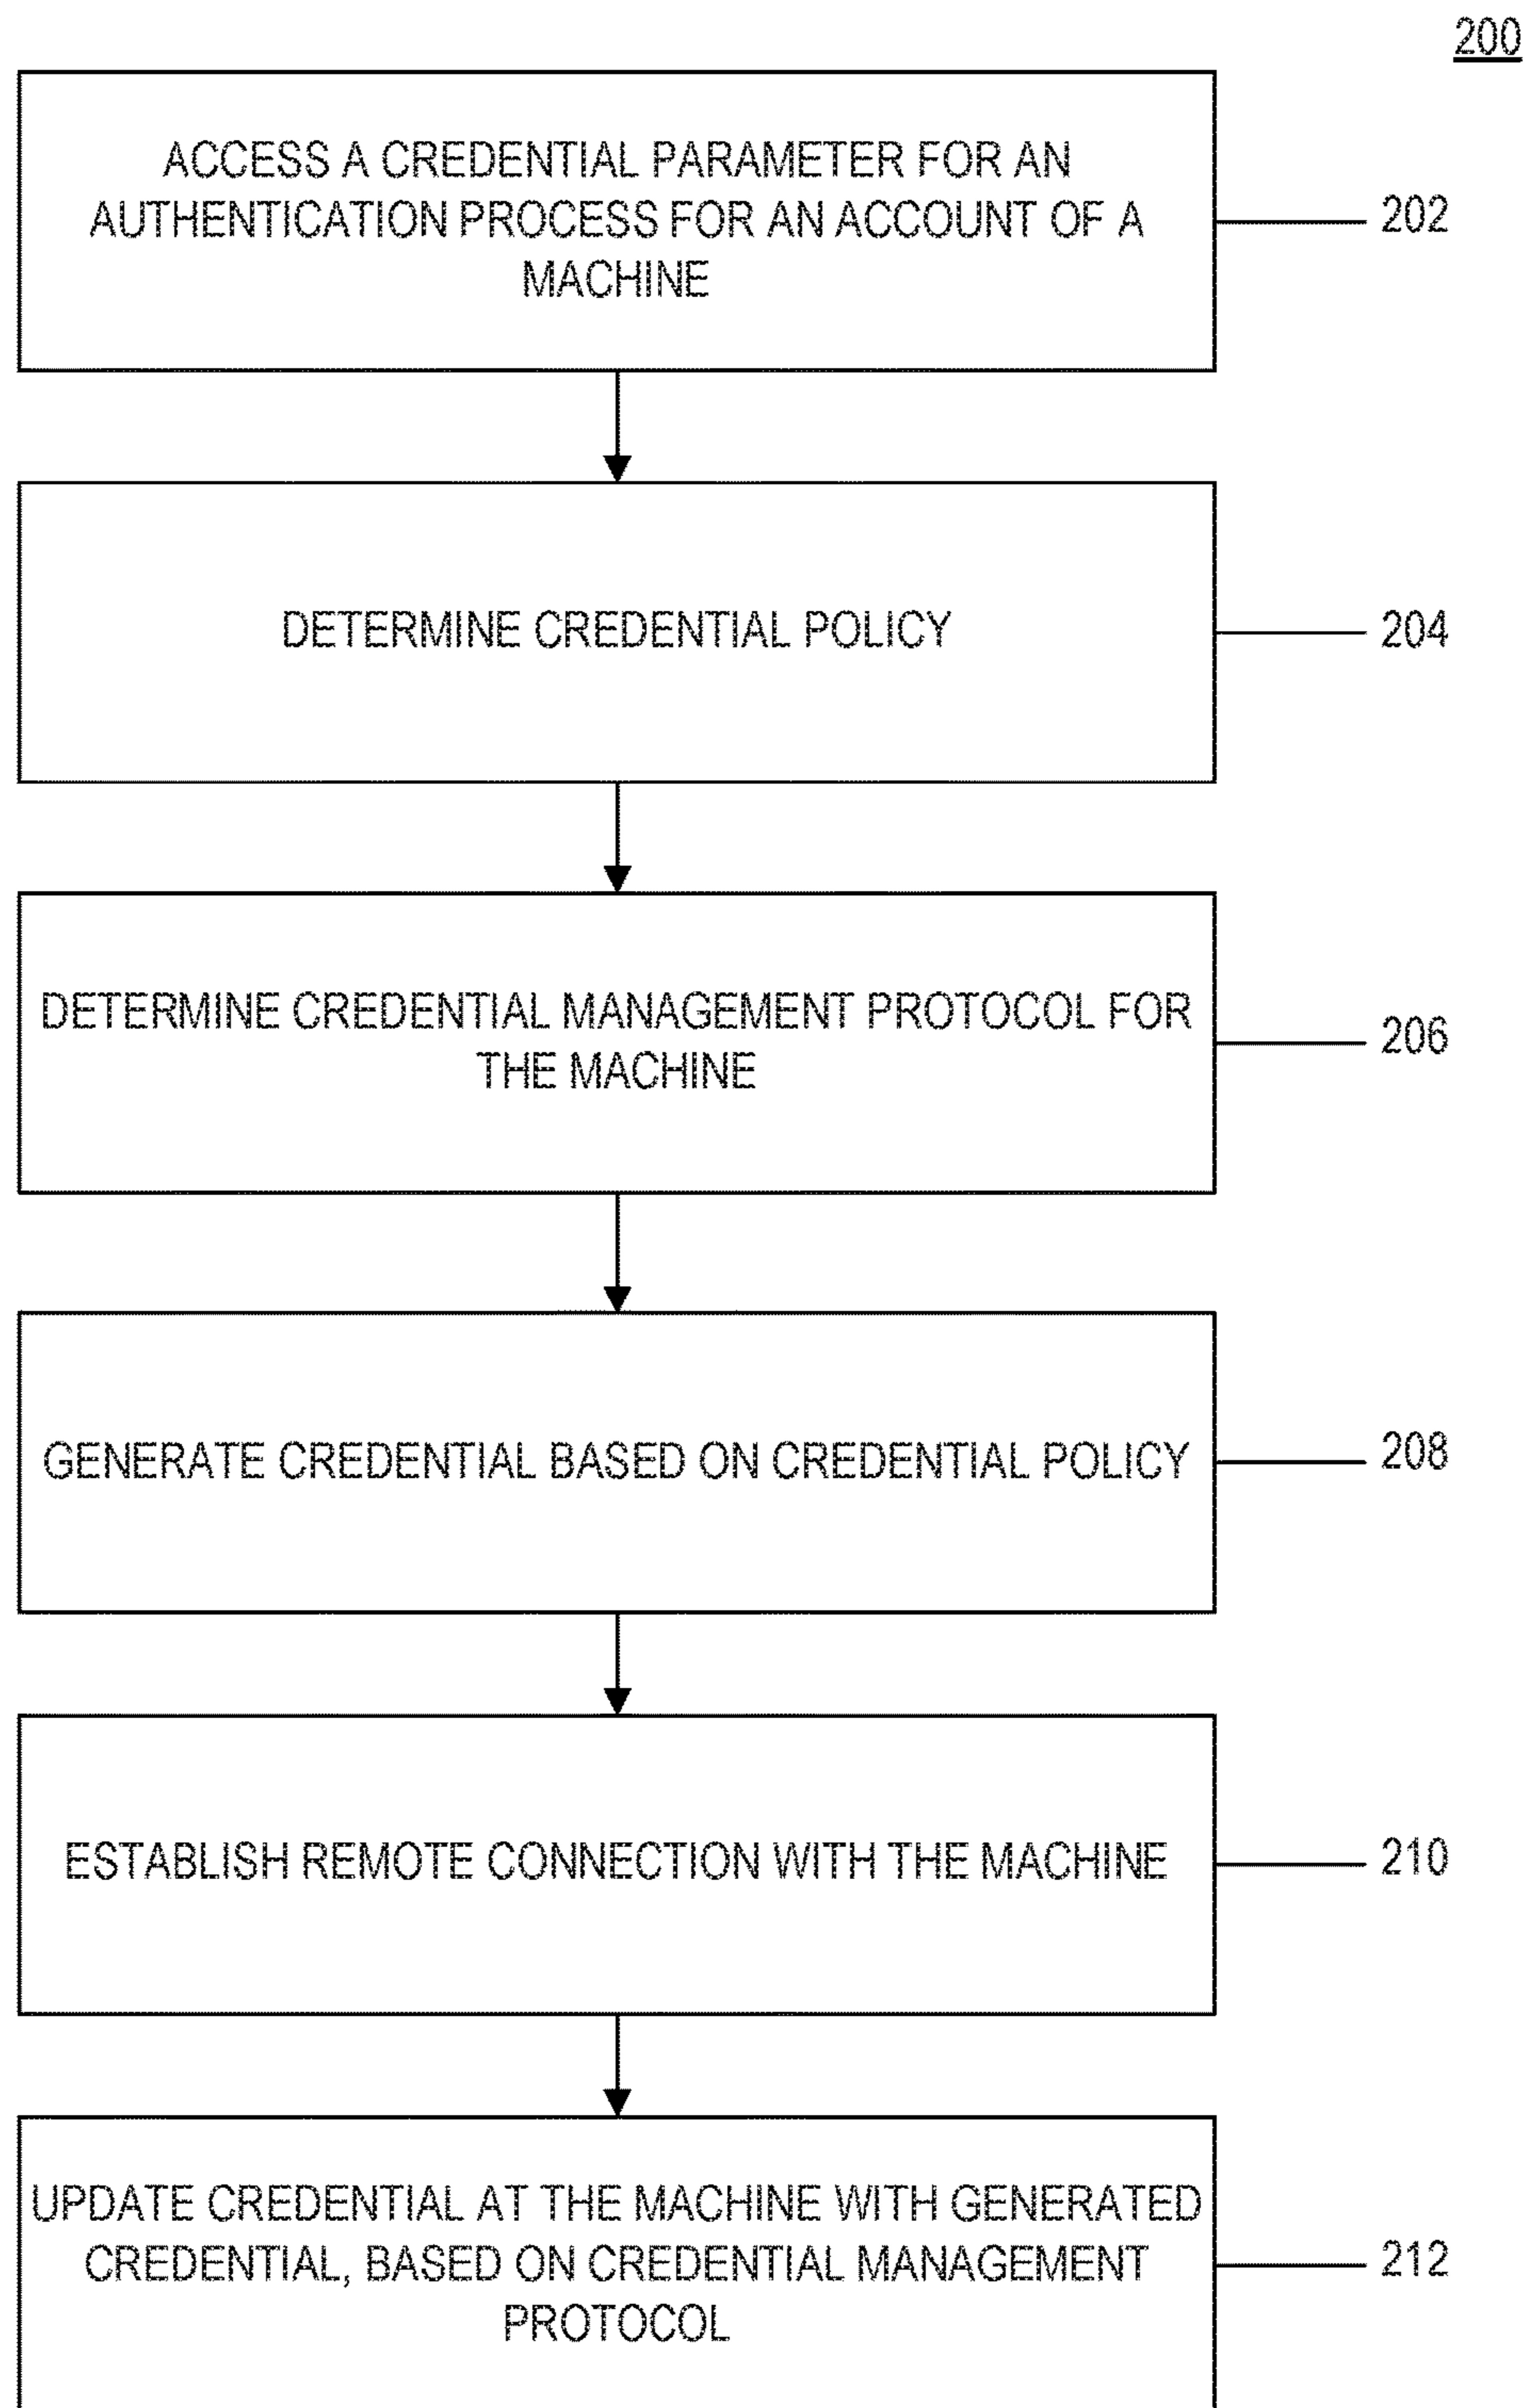 200
ACCESS A CREDENTIAL PARAMETER FOR AN
AUTHENTICATION PROCESS FOR AN ACCOUNT OF A
MACHINE
202
DETERMINE CREDENTIAL POLICY
204
DETERMINE CREDENTIAL MANAGEMENT PROTOCOL FOR
THE MACHINE
206
GENERATE CREDENTIAL BASED ON CREDENTIAL POLICY
208
ESTABLISH REMOTE CONNECTION WITH THE MACHINE
210
UPDATE CREDENTIAL AT THE MACHINE WITH GENERATED
CREDENTIAL, BASED ON CREDENTIAL MANAGEMENT
PROTOCOL
212